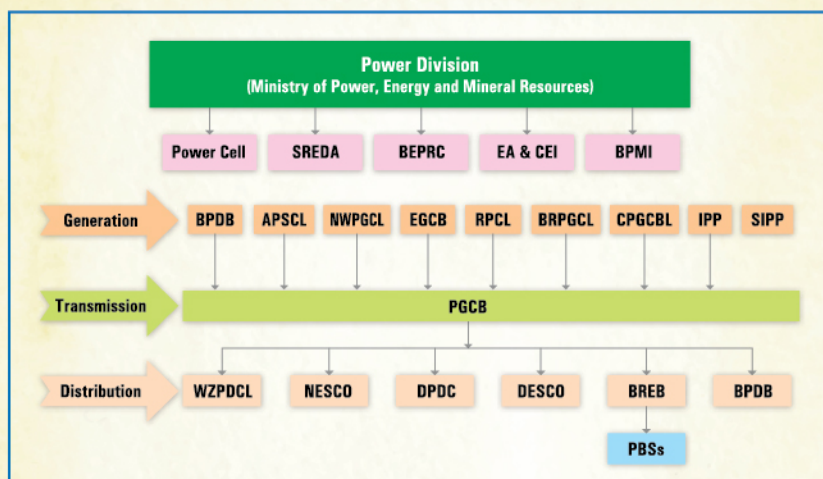 Power Division
(Ministry of Power, Energy and Mineral Resources)
Power Cell SREDA BEPRC EA & CEI BPMI
Generation BPDB APSCL NWPGCL EGCB RPCL BRPGCL CPGCBL IPP SIPP
Transmission PGCB
Distribution WZPDCL NESCO DPDC DESCO BREB BPDB
PBSs